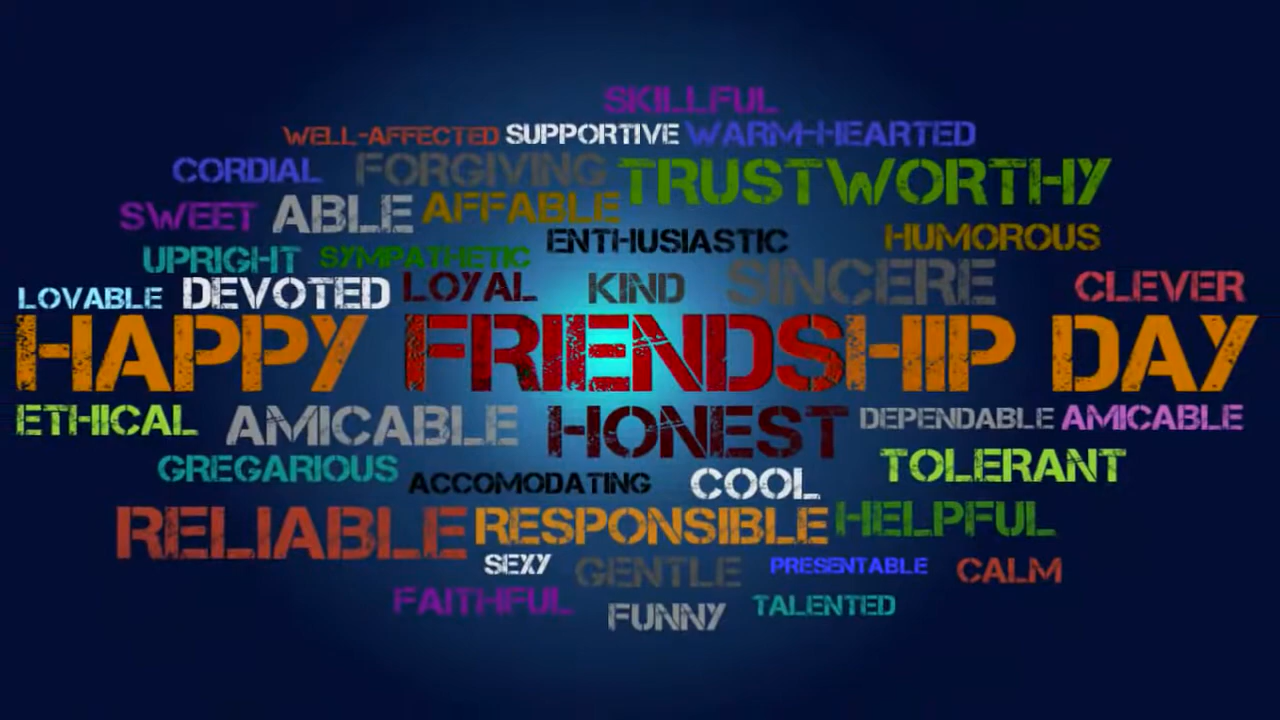 SKILLFUL
WELL-AFFECTED SUPPORTIVE WARM-HEARTED
CORDIAL FORGIVING TRUSTWORTHY
SWEET ABLE AFFABLE
ENTHUSIASTIC HUMOROUS
UPRIGHT SYMPATHETIC
LOVABLE DEVOTED LOYAL KIND SINCERE CLEVER
HAPPY FRIENDSHIP DAY
ETHICAL AMICABLE HONEST DEPENDABLE AMICABLE
GREGARIOUS ACCOMODATING COOL TOLERANT
RELIABLE RESPONSIBLE HELPFUL
SEXY GENTLE PRESENTABLE CALM
FAITHFUL FUNNY TALENTED